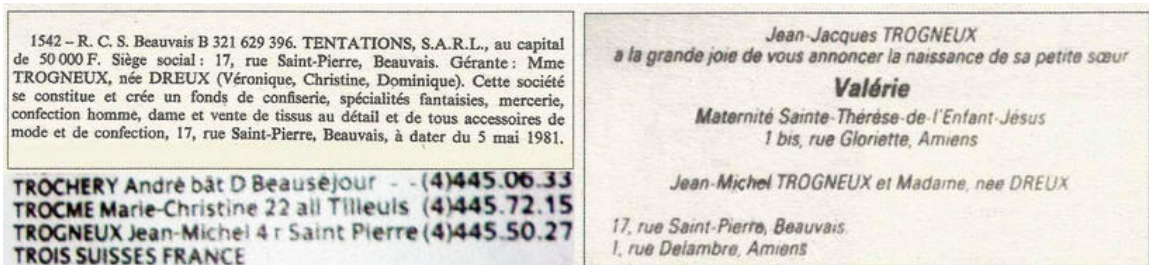 1542 – R. C. S. Beauvais B 321 629 396. TENTATIONS, S.A.R.L., au capital
de 50 000 F. Siège social : 17, rue Saint-Pierre, Beauvais. Gérante : Mme
TROGNEUX, née DREUX (Véronique, Christine, Dominique). Cette société
se constitue et crée un fonds de confiserie, spécialités fantaisies, mercerie,
confection homme, dame et vente de tissus au détail et de tous accessoires de
mode et de confection, 17, rue Saint-Pierre, Beauvais, à dater du 5 mai 1981.
TROCHERY André bât D Beauséjour - -(4)445.06.33
TROCME Marie-Christine 22 all Tilleuls (4)445.72.15
TROGNEUX Jean-Michel 4 r Saint Pierre (4)445.50.27
TROIS SUISSES FRANCE
Jean-Jacques TROGNEUX
a la grande joie de vous annoncer la naissance de sa petite sœur
Valérie
Maternité Sainte-Thérèse-de-l'Enfant-Jésus
1 bis, rue Gloriette, Amiens
Jean-Michel TROGNEUX et Madame, nee DREUX
17, rue Saint-Pierre, Beauvais.
1, rue Delambre, Amiens